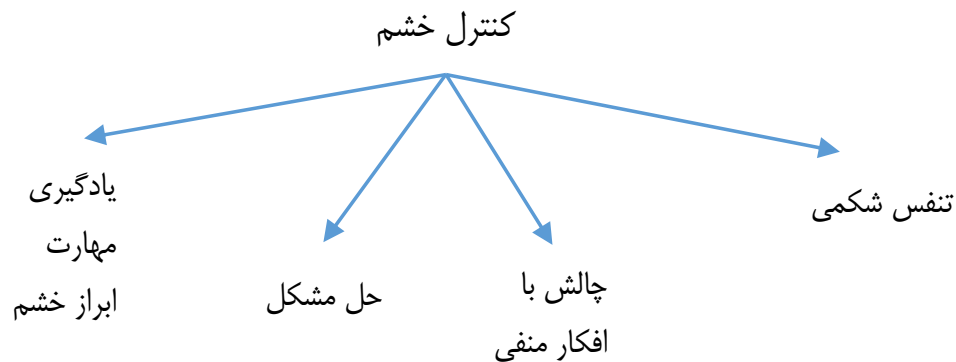 کنترل خشم
تنفس شکمی
چالش با
افکار منفی
حل مشکل
یادگیری
مهارت
ابراز خشم